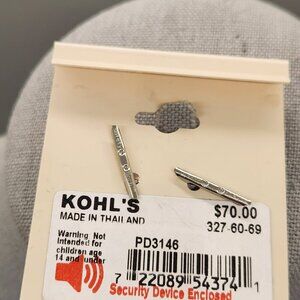 KOHL'S
$70.00
MADE IN THAILAND
327-60-69
Warning Not
Intended for
children age
14 and under
PD3146
7 22089 54374 1
Security Device Enclosed